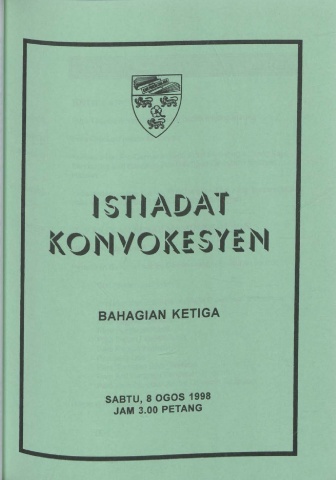 ISTIADAT
KONVOKESYEN
BAHAGIAN KETIGA
SABTU, 8 OGOS 1998
JAM 3.00 PETANG